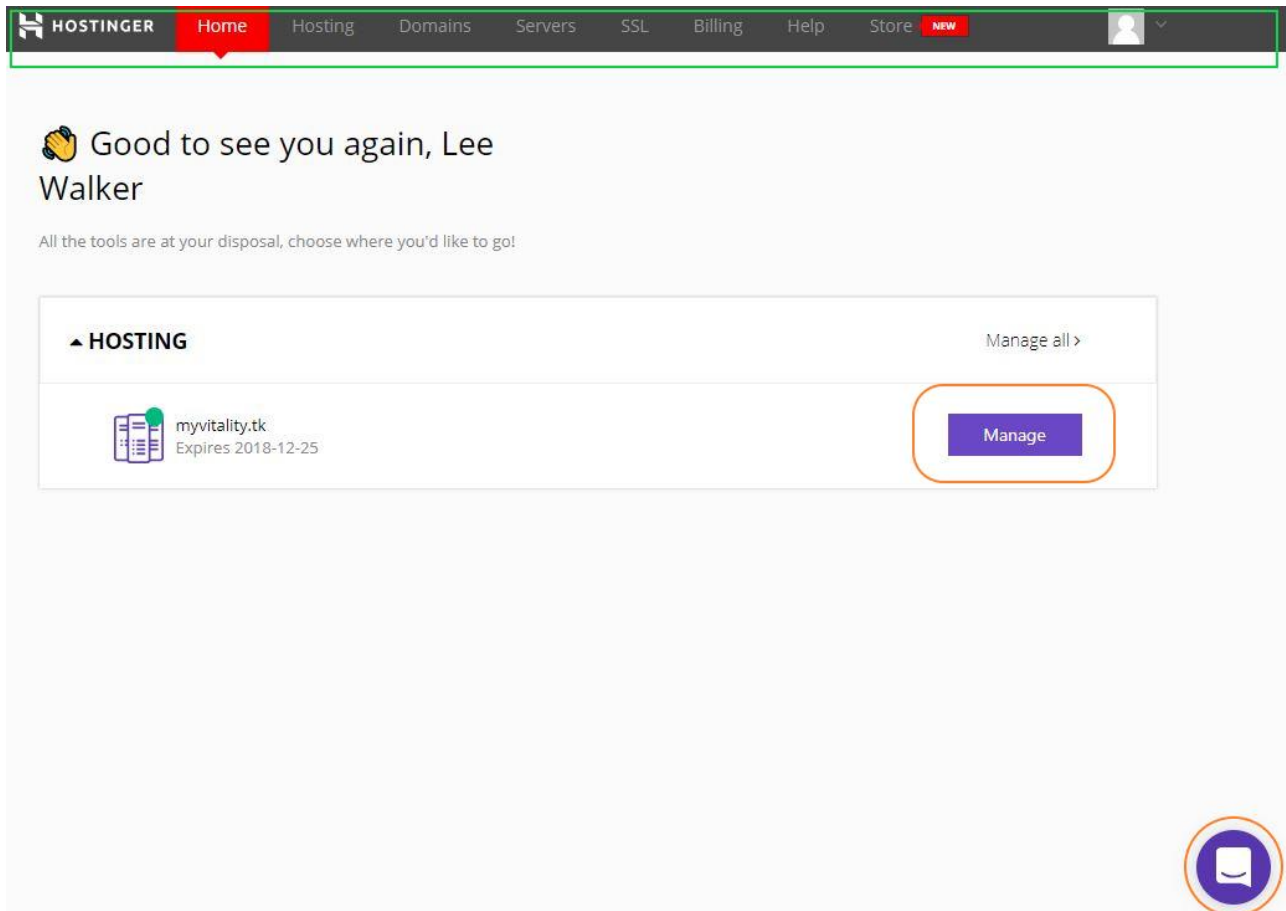 HOSTINGER Home Hosting Domains Servers SSL Billing Help Store NEW
Good to see you again, Lee
Walker
All the tools are at your disposal, choose where you'd like to go!
HOSTING Manage all >
myvitality.tk
Expires 2018-12-25
Manage